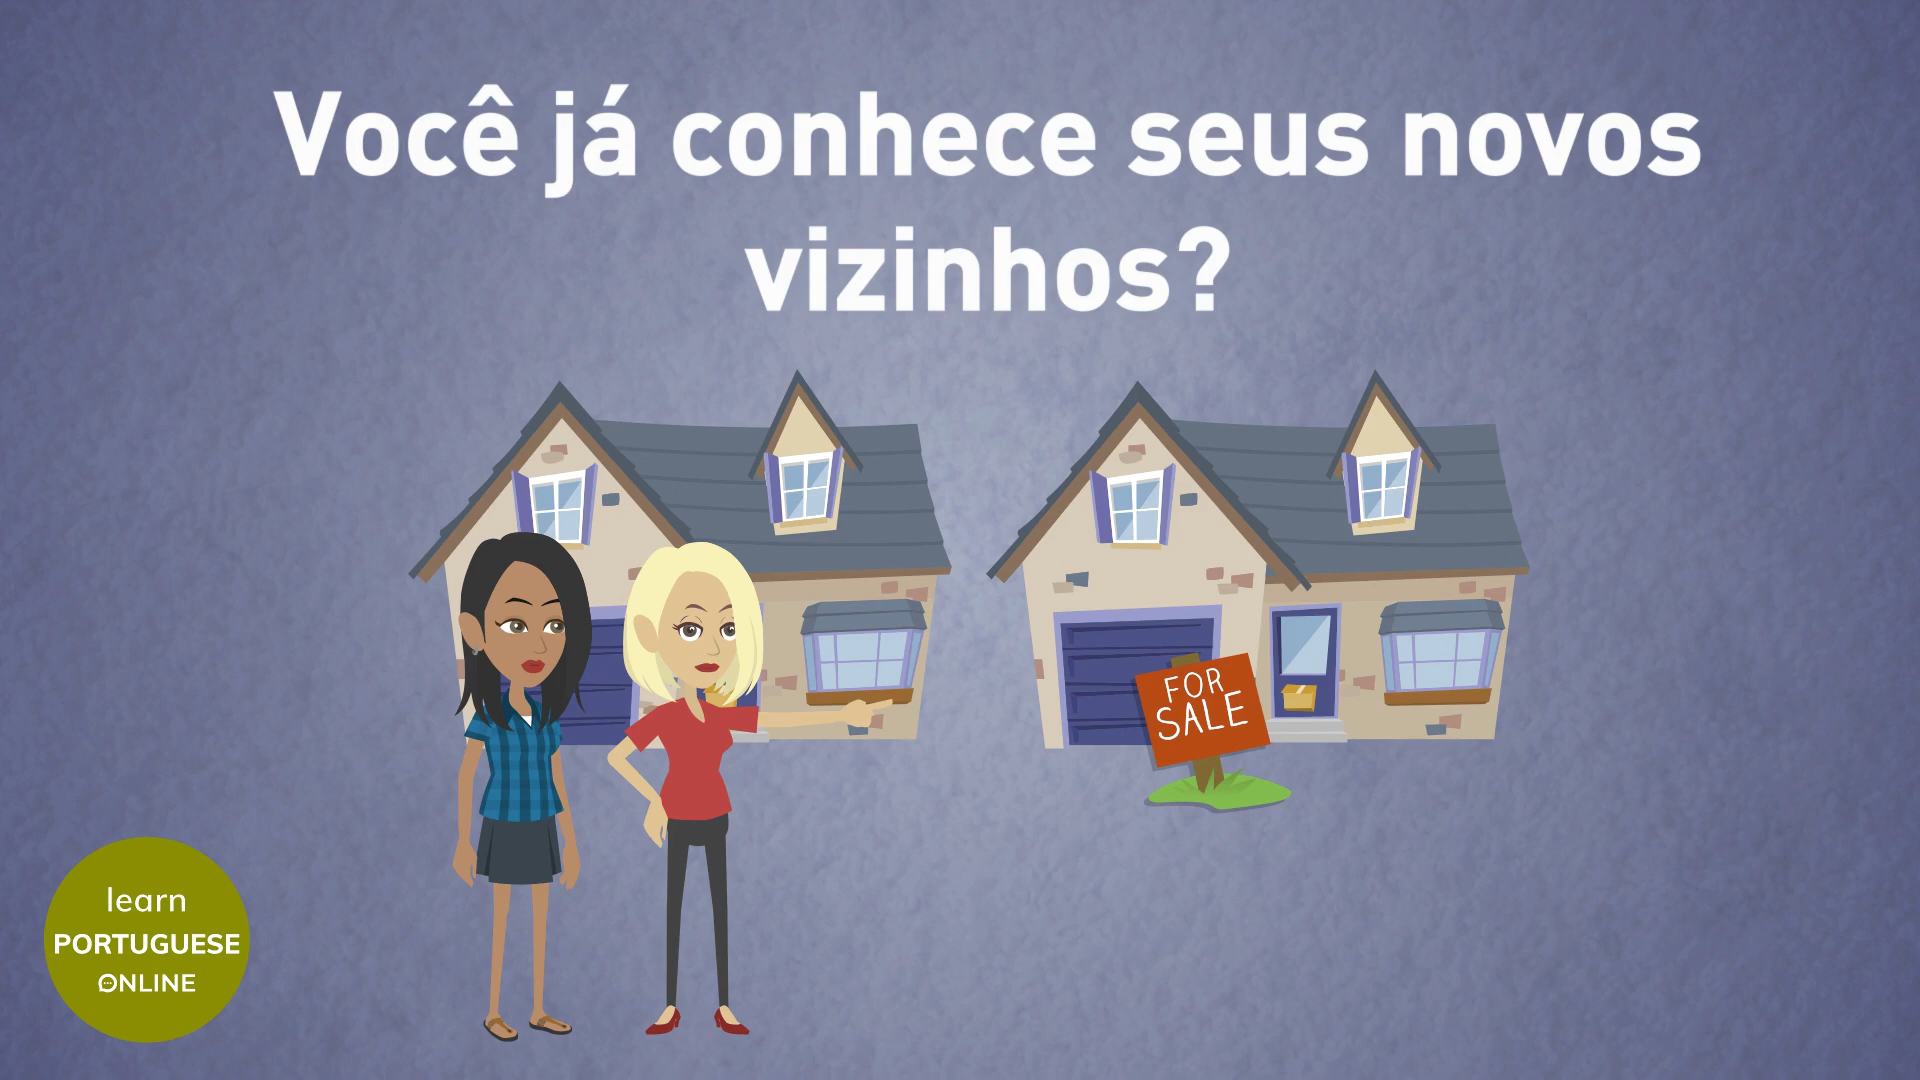 Você já conhece seus novos
vizinhos?
FOR
SALE
learn
PORTUGUESE
ONLINE